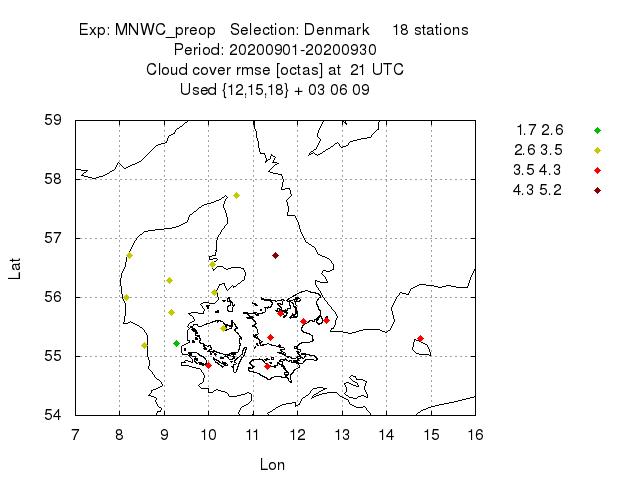 Exp: MNWC_preop   Selection: Denmark     18 stations
Period: 20200901-20200930
Cloud cover rmse [octas] at  21 UTC
Used {12,15,18} + 03 06 09
59
58
57
56
55
54
Lat
7 8 9 10 11 12 13 14 15 16
Lon
1.7 2.6
2.6 3.5
3.5 4.3
4.3 5.2